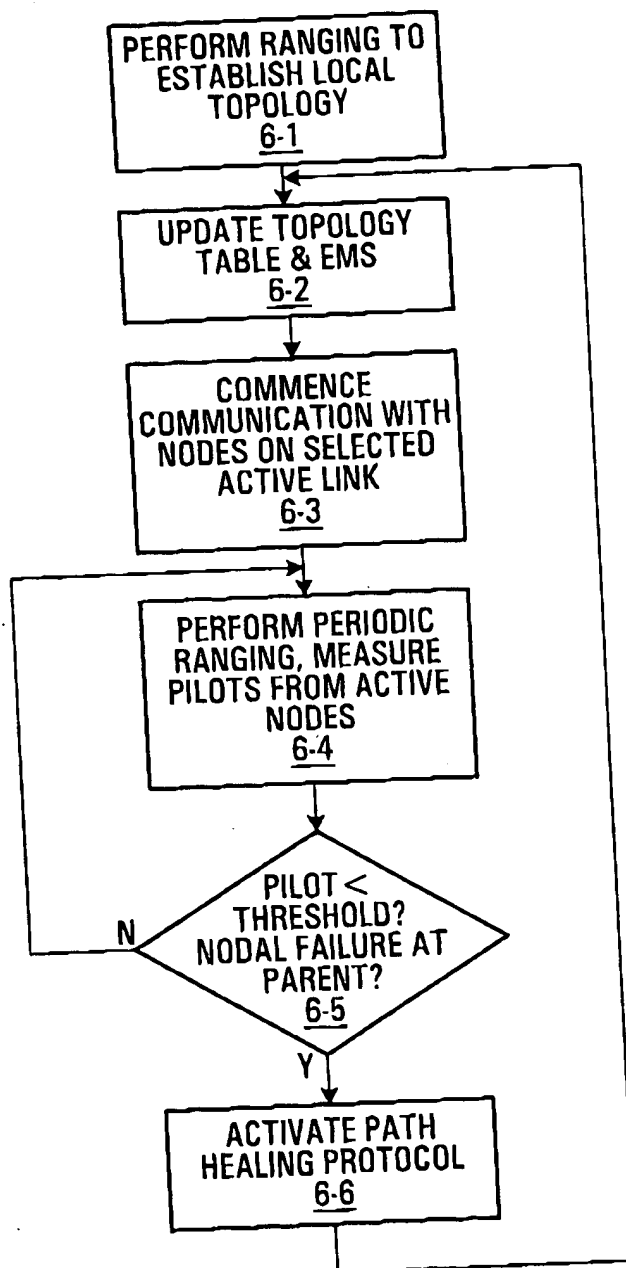 PERFORM RANGING TO
ESTABLISH LOCAL
TOPOLOGY
6-1
UPDATE TOPOLOGY
TABLE & EMS
6-2
COMMENCE
COMMUNICATION WITH
NODES ON SELECTED
ACTIVE LINK
6-3
PERFORM PERIODIC
RANGING, MEASURE
PILOTS FROM ACTIVE
NODES
6-4
PILOT <
THRESHOLD?
NODAL FAILURE AT
PARENT?
6-5
N
Y
ACTIVATE PATH
HEALING PROTOCOL
6-6